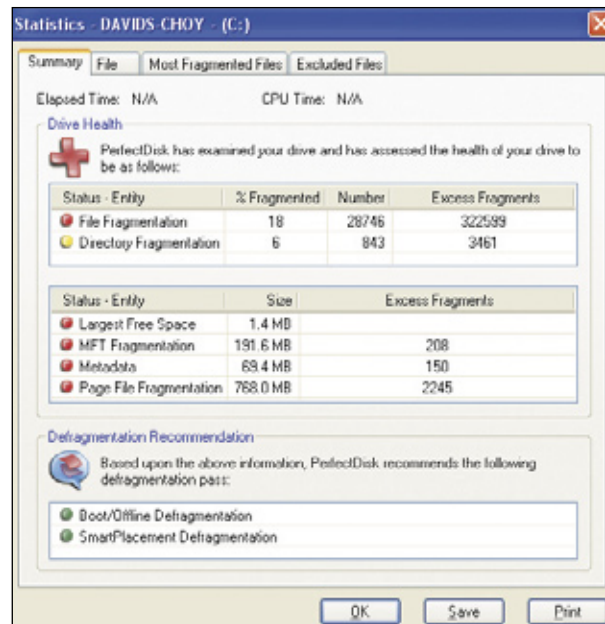 Statistics - DAVIDS-CHOY - (C:)
Summary File Most Fragmented Files Excluded Files
Elapsed Time: N/A CPU Time: N/A
Drive Health
PerfectDisk has examined your drive and has assessed the health of your drive to
be as follows:
Status - Entity % Fragmented Number Excess Fragments
File Fragmentation 18 28746 322599
Directory Fragmentation 6 843 3461
Status - Entity Size Excess Fragments
Largest Free Space 1.4 MB
MFT Fragmentation 191.6 MB 208
Metadata 69.4 MB 150
Page File Fragmentation 768.0 MB 2245
Defragmentation Recommendation
Based upon the above information, PerfectDisk recommends the following
defragmentation pass:
Boot/Offline Defragmentation
SmartPlacement Defragmentation
OK Save Print